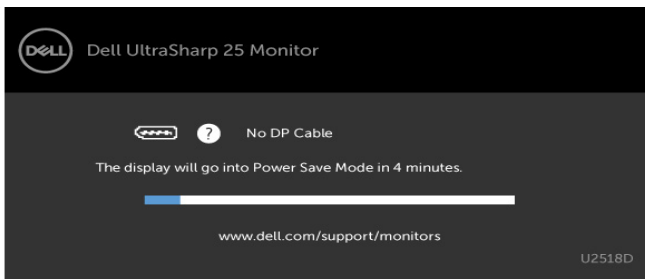 DELL
Dell UltraSharp 25 Monitor
? No DP Cable
The display will go into Power Save Mode in 4 minutes.
www.dell.com/support/monitors
U2518D